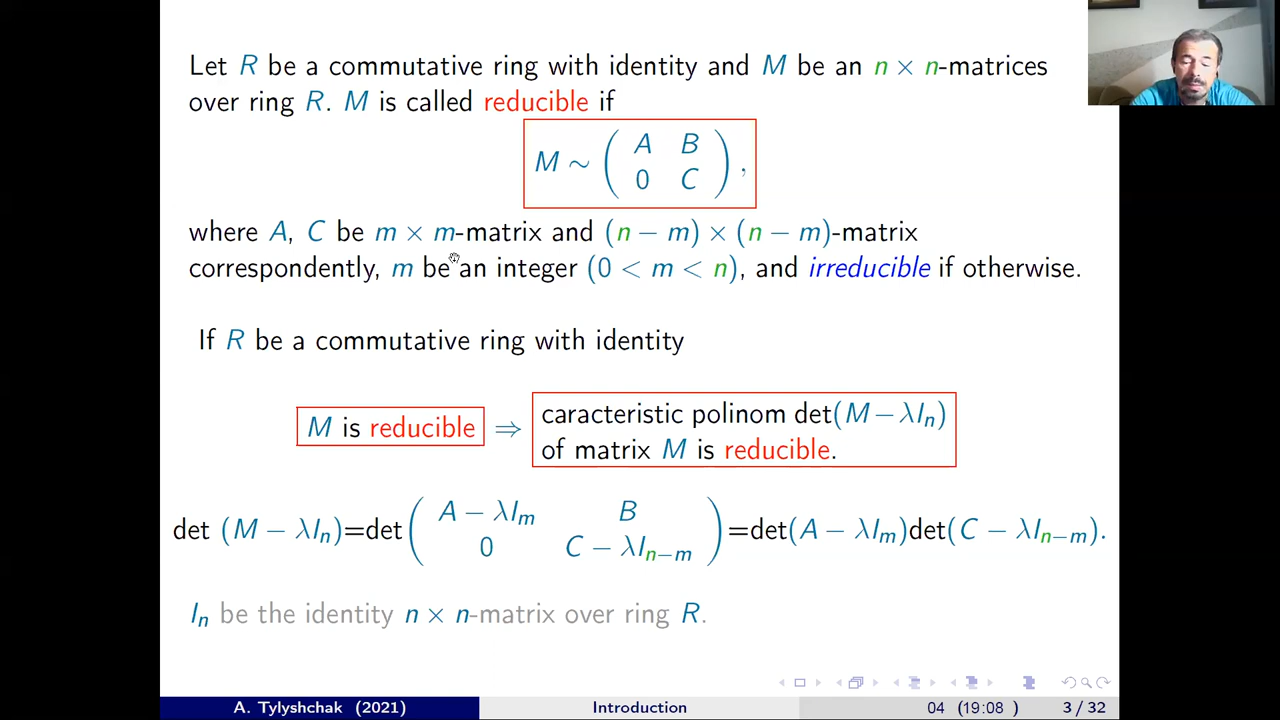 Let R be a commutative ring with identity and M be an n × n-matrices
over ring R. M is called reducible if
M ∼ ( A B
0 C ) ,
where A, C be m × m-matrix and (n − m) × (n − m)-matrix
correspondently, m be an integer (0 < m < n), and irreducible if otherwise.
If R be a commutative ring with identity
M is reducible ⇒ caracteristic polinom det(M − λIₙ)
of matrix M is reducible.
det (M − λIₙ)=det( A − λIₘ B
0 C − λIₙ₋ₘ )=det(A − λIₘ)det(C − λIₙ₋ₘ).
Iₙ be the identity n × n-matrix over ring R.
A. Tylyshchak (2021) Introduction 04 (19:08 ) 3 / 32